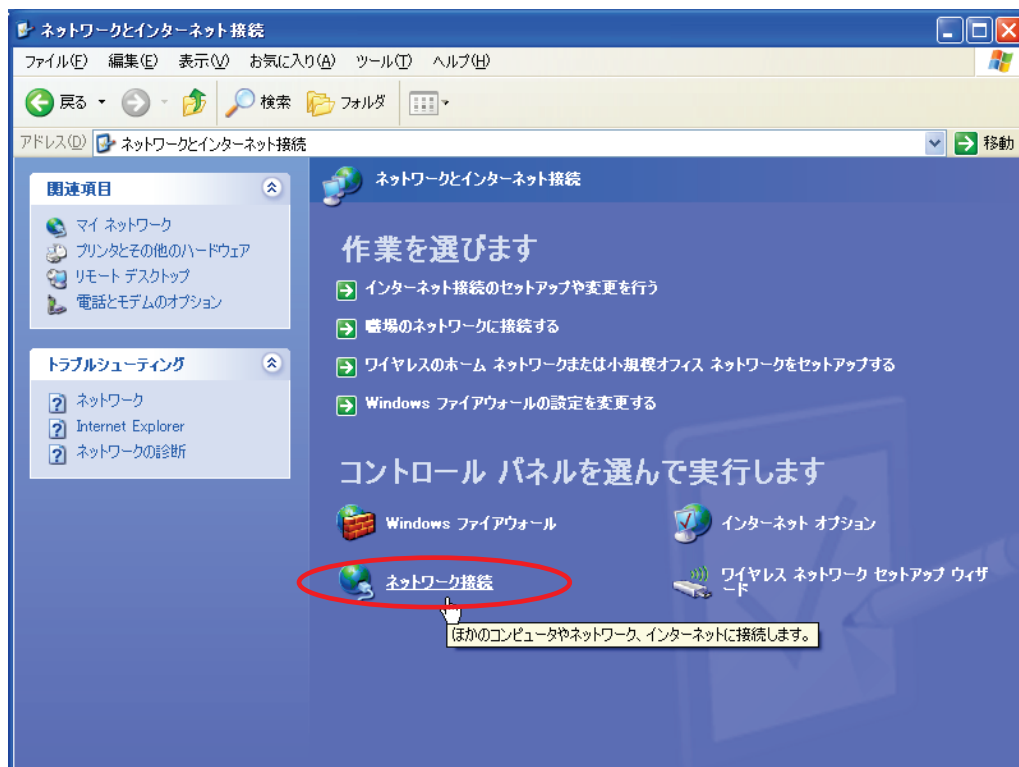 ネットワークとインターネット接続
ファイル(F) 編集(E) 表示(V) お気に入り(A) ツール(T) ヘルプ(H)
戻る 検索 フォルダ
アドレス(D) ネットワークとインターネット接続 移動
関連項目
マイ ネットワーク
プリンタとその他のハードウェア
リモート デスクトップ
電話とモデムのオプション
トラブルシューティング
ネットワーク
Internet Explorer
ネットワークの診断
ネットワークとインターネット接続
作業を選びます
インターネット接続のセットアップや変更を行う
職場のネットワークに接続する
ワイヤレスのホーム ネットワークまたは小規模オフィス ネットワークをセットアップする
Windows ファイアウォールの設定を変更する
コントロール パネルを選んで実行します
Windows ファイアウォール
インターネット オプション
ネットワーク接続
ワイヤレス ネットワーク セットアップ ウィザ
ード
ほかのコンピュータやネットワーク、インターネットに接続します。